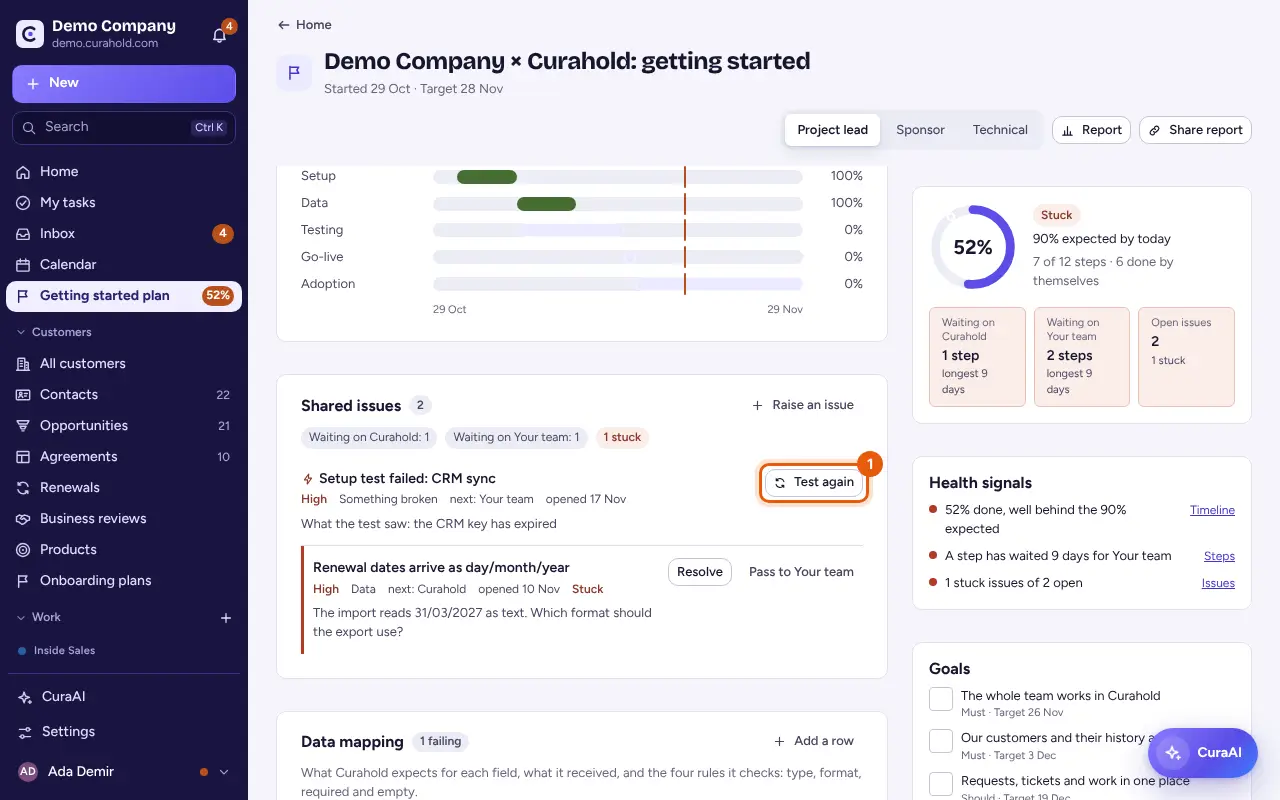 Demo Company
demo.curahold.com
4
New
Search
Ctrl K
Home
My tasks
Inbox
4
Calendar
Getting started plan
52%
Customers
All customers
Contacts
22
Opportunities
21
Agreements
10
Renewals
Business reviews
Products
Onboarding plans
Work
Inside Sales
CuraAI
Settings
AD
Ada Demir
Home
Demo Company × Curahold: getting started
Started 29 Oct · Target 28 Nov
Project lead
Sponsor
Technical
Report
Share report
Setup
100%
Data
100%
Testing
0%
Go-live
0%
Adoption
0%
29 Oct
29 Nov
Shared issues
2
Raise an issue
Waiting on Curahold: 1
Waiting on Your team: 1
1 stuck
Setup test failed: CRM sync
High
Something broken
next: Your team
opened 17 Nov
What the test saw: the CRM key has expired
Test again
1
Renewal dates arrive as day/month/year
High
Data
next: Curahold
opened 10 Nov
Stuck
The import reads 31/03/2027 as text. Which format should
the export use?
Resolve
Pass to Your team
Data mapping
1 failing
Add a row
What Curahold expects for each field, what it received, and the four rules it checks: type, format,
required and empty.
52%
Stuck
90% expected by today
7 of 12 steps · 6 done by
themselves
Waiting on
Curahold
1 step
longest 9
days
Waiting on
Your team
2 steps
longest 9
days
Open issues
2
1 stuck
Health signals
52% done, well behind the 90%
expected
Timeline
A step has waited 9 days for Your team
Steps
1 stuck issues of 2 open
Issues
Goals
The whole team works in Curahold
Must · Target 26 Nov
Our customers and their history
Must · Target 3 Dec
Requests, tickets and work in one place
Should · Target 19 Dec
CuraAI